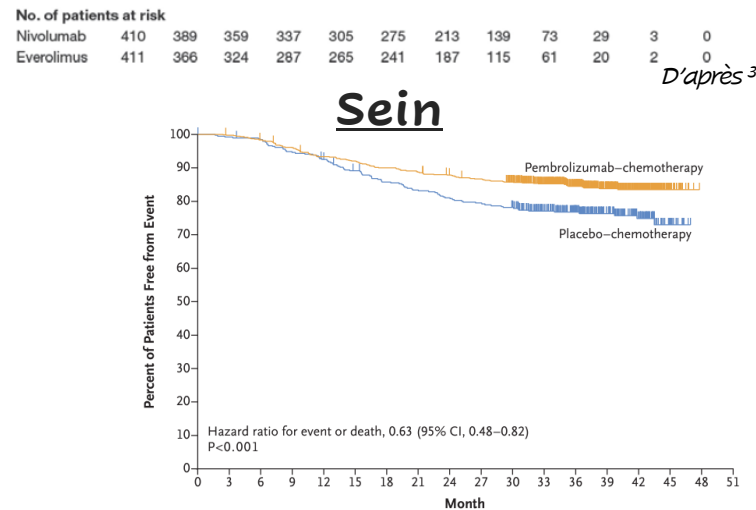 No. of patients at risk
Nivolumab 410 389 359 337 305 275 213 139 73 29 3 0
Everolimus 411 366 324 287 265 241 187 115 61 20 2 0
D'après 3
Sein
100
90
80
70
60
50
40
30
20
10
0
Percent of Patients Free from Event
Pembrolizumab–chemotherapy
Placebo–chemotherapy
Hazard ratio for event or death, 0.63 (95% CI, 0.48–0.82)
P<0.001
0 3 6 9 12 15 18 21 24 27 30 33 36 39 42 45 48 51
Month